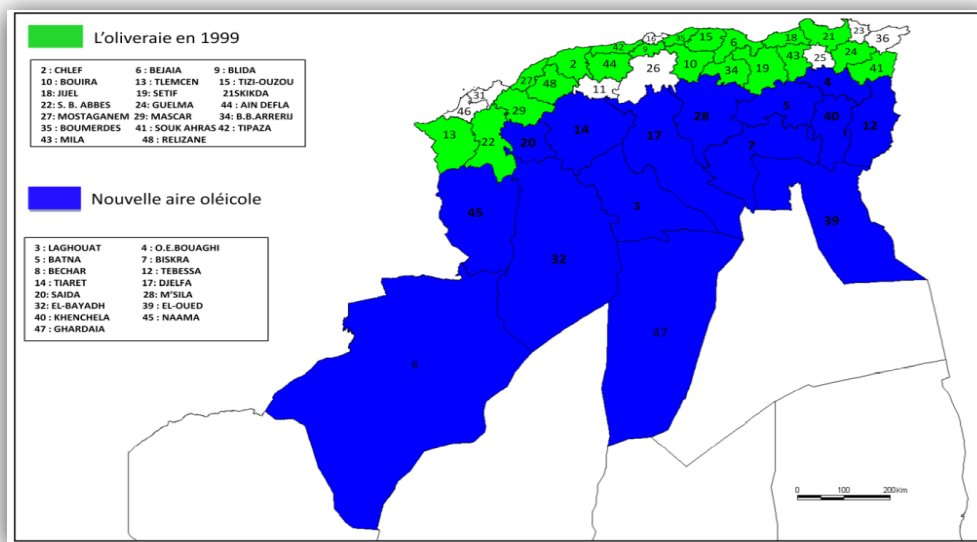 L'oliveraie en 1999
2 : CHLEF 6 : BEJAIA 9 : BLIDA
10 : BOUIRA 13 : TLEMCEN 15 : TIZI-OUZOU
18: JIJEL 19: SETIF 21SKIKDA
22: S. B. ABBES 24: GUELMA 44 : AIN DEFLA
27: MOSTAGANEM 29: MASCAR 34: B.B.ARRERIJ
35 : BOUMERDES 41 : SOUK AHRAS 42 : TIPAZA
43 : MILA 48 : RELIZANE
Nouvelle aire oléicole
3 : LAGHOUAT 4 : O.E.BOUAGHI
5 : BATNA 7 : BISKRA
8 : BECHAR 12 : TEBESSA
14 : TIARET 17: DJELFA
20: SAIDA 28: M'SILA
32: EL-BAYADH 39: EL-OUED
40 : KHENCHELA 45 : NAAMA
47 : GHARDAIA
16 35 15 6 18 21 23 36
42 9 2 44 26 10 34 19 43 25 24 41
27 48 11 4
31 46 29 5 40 12
13 22 20 14 17 28 7
45 3 39
32
47
8
0 100 200Km